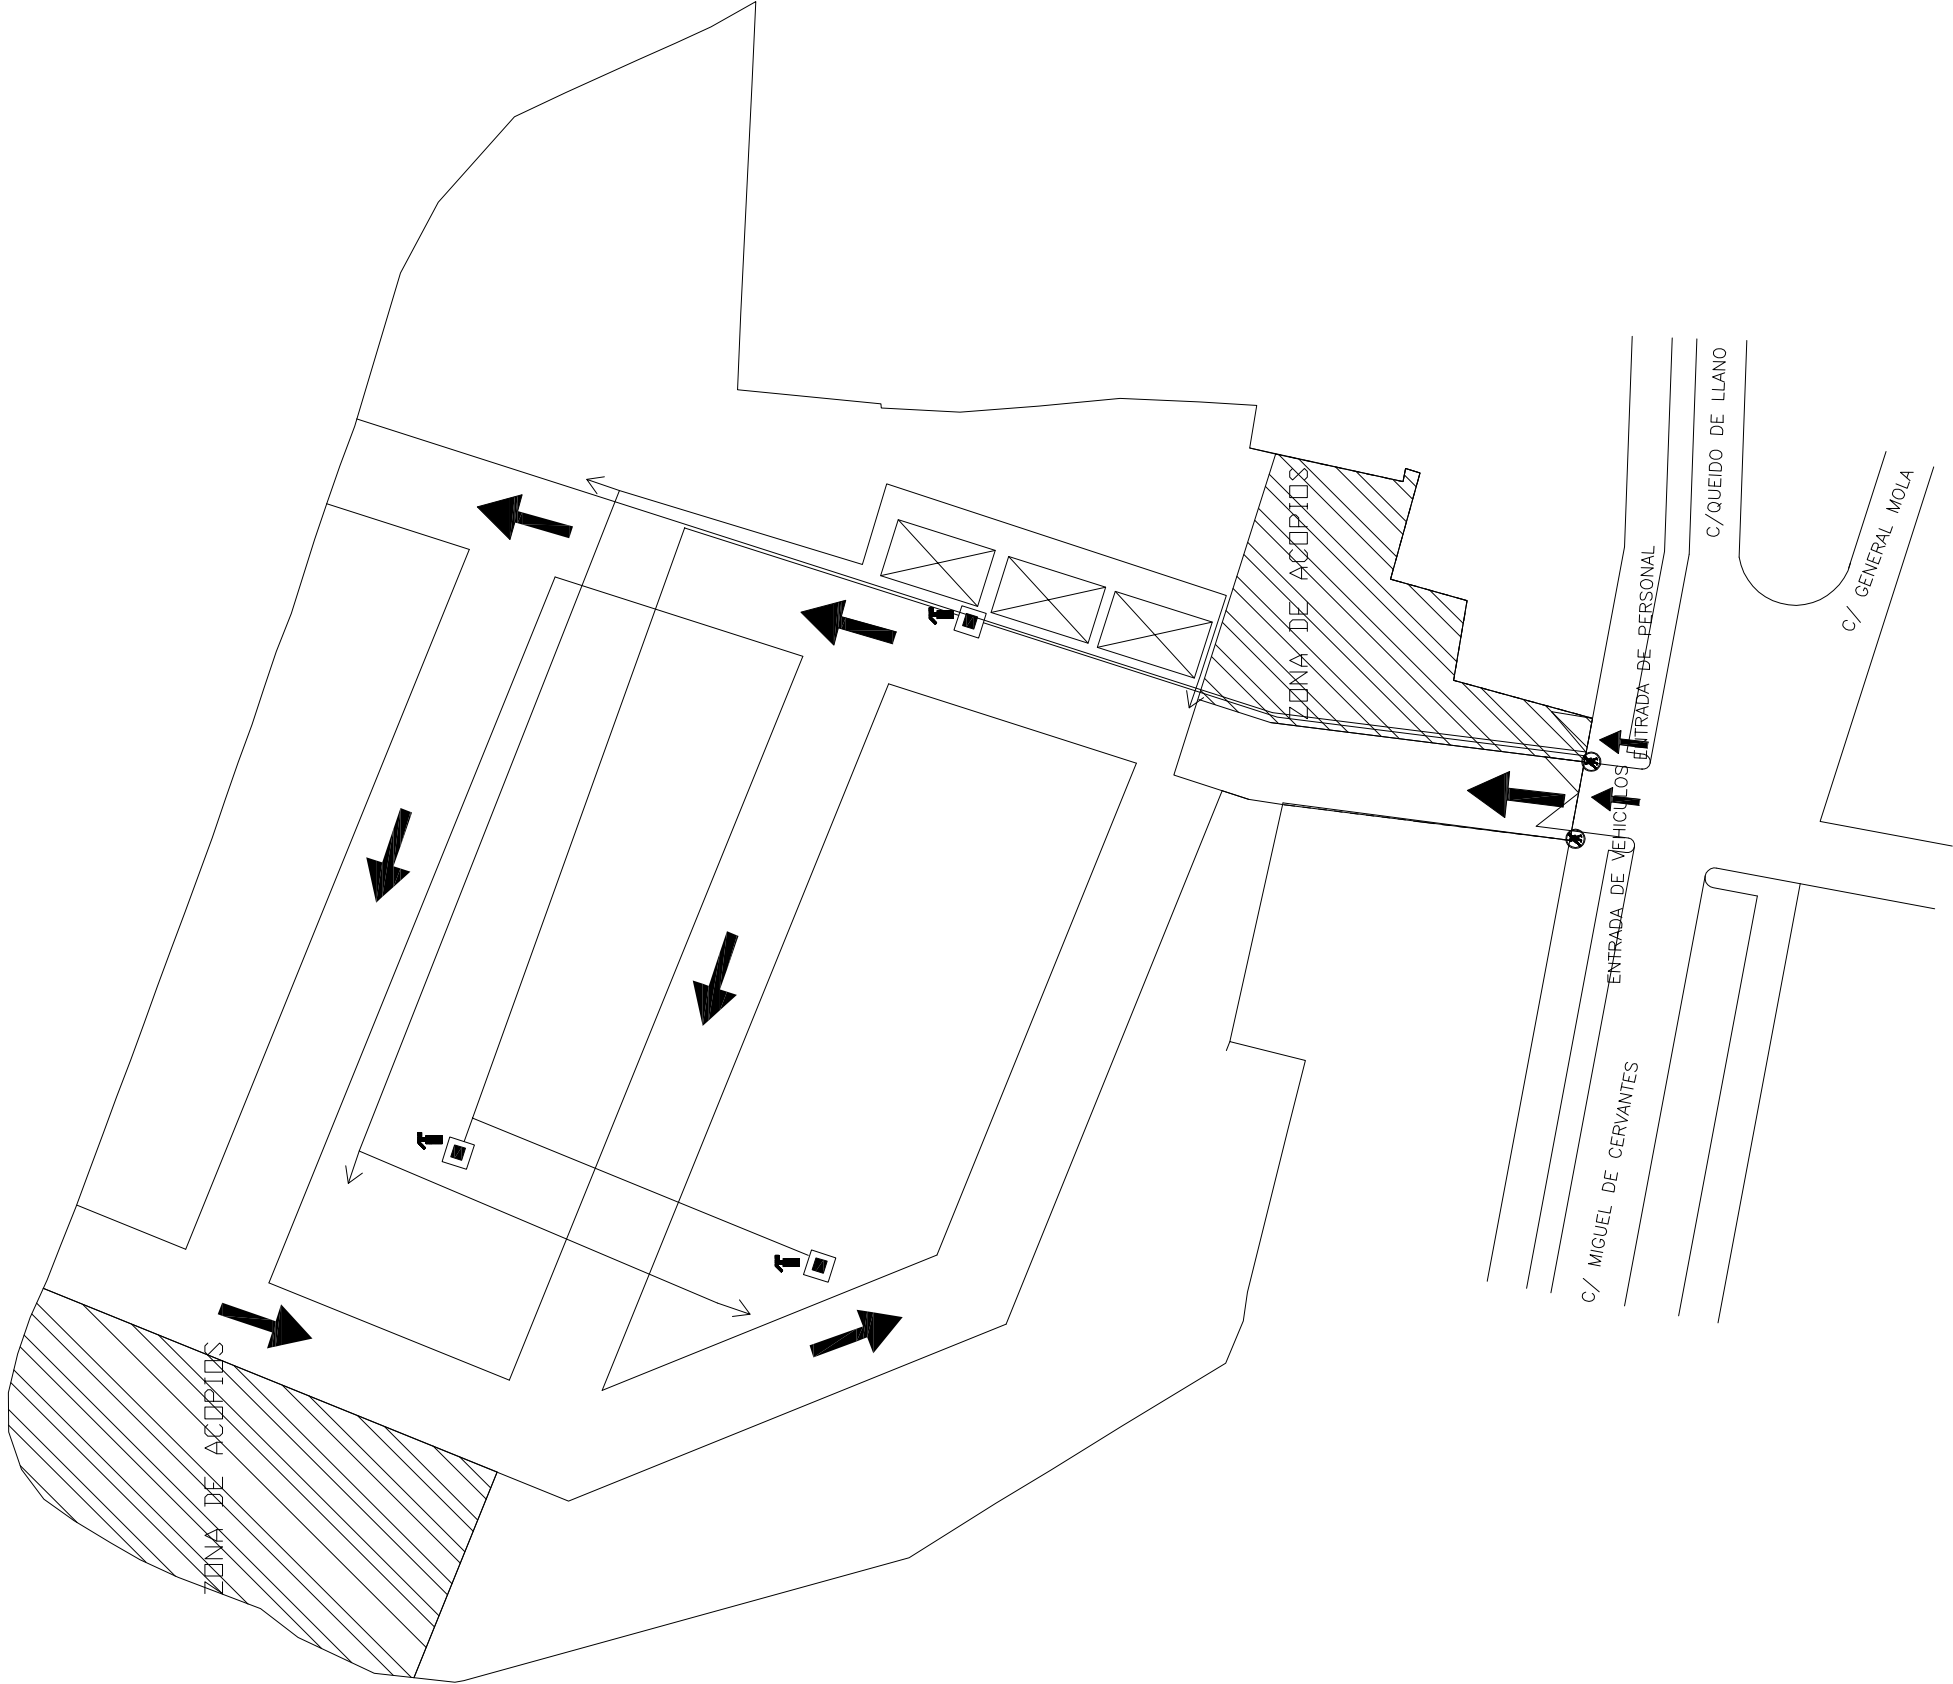 C/QUEIDO DE LLANO
C/ GENERAL MOLA
ZONA DE ACOPIOS
ENTRADA DE PERSONAL
ENTRADA DE VEHICULOS
C/ MIGUEL DE CERVANTES
ZONA DE ACOPIOS